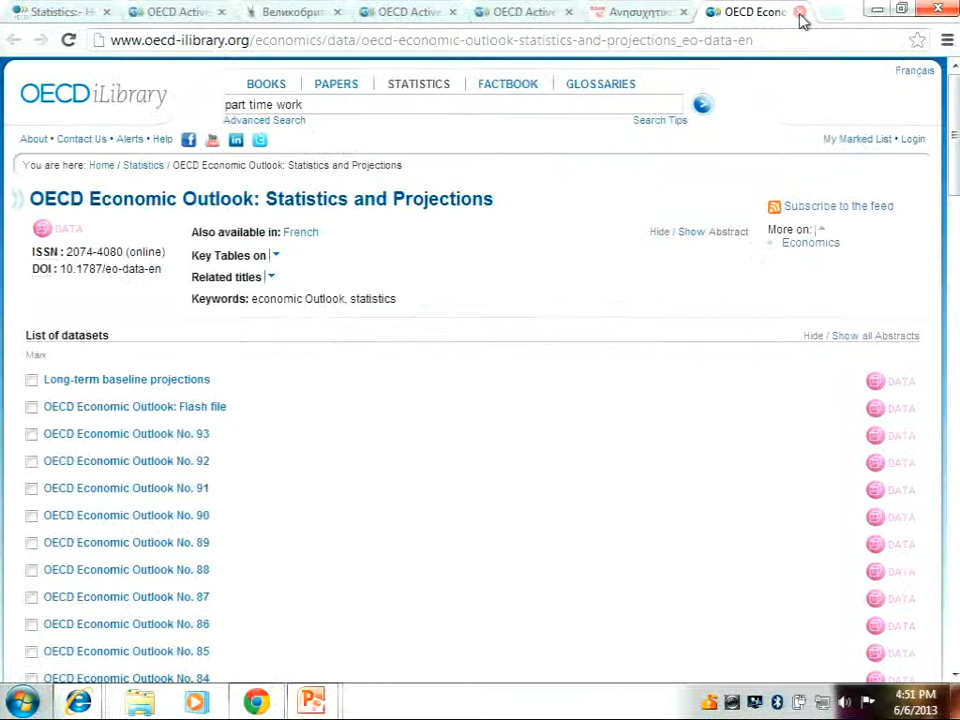 Statistics:- H
OECD Active
Великобри
OECD Active
OECD Active
Ανησυχητικ
OECD Econo
www.oecd-ilibrary.org/economics/data/oecd-economic-outlook-statistics-and-projections_eo-data-en
Français
OECD iLibrary
BOOKS | PAPERS | STATISTICS | FACTBOOK | GLOSSARIES
part time work
Advanced Search
Search Tips
About • Contact Us • Alerts • Help
My Marked List • Login
You are here: Home / Statistics / OECD Economic Outlook: Statistics and Projections
OECD Economic Outlook: Statistics and Projections
Subscribe to the feed
DATA
Also available in: French
Hide / Show Abstract
More on:
Economics
ISSN : 2074-4080 (online)
DOI : 10.1787/eo-data-en
Key Tables on
Related titles
Keywords: economic Outlook, statistics
List of datasets
Hide / Show all Abstracts
Mark
Long-term baseline projections DATA
OECD Economic Outlook: Flash file DATA
OECD Economic Outlook No. 93 DATA
OECD Economic Outlook No. 92 DATA
OECD Economic Outlook No. 91 DATA
OECD Economic Outlook No. 90 DATA
OECD Economic Outlook No. 89 DATA
OECD Economic Outlook No. 88 DATA
OECD Economic Outlook No. 87 DATA
OECD Economic Outlook No. 86 DATA
OECD Economic Outlook No. 85 DATA
OECD Economic Outlook No. 84
4:51 PM
6/6/2013